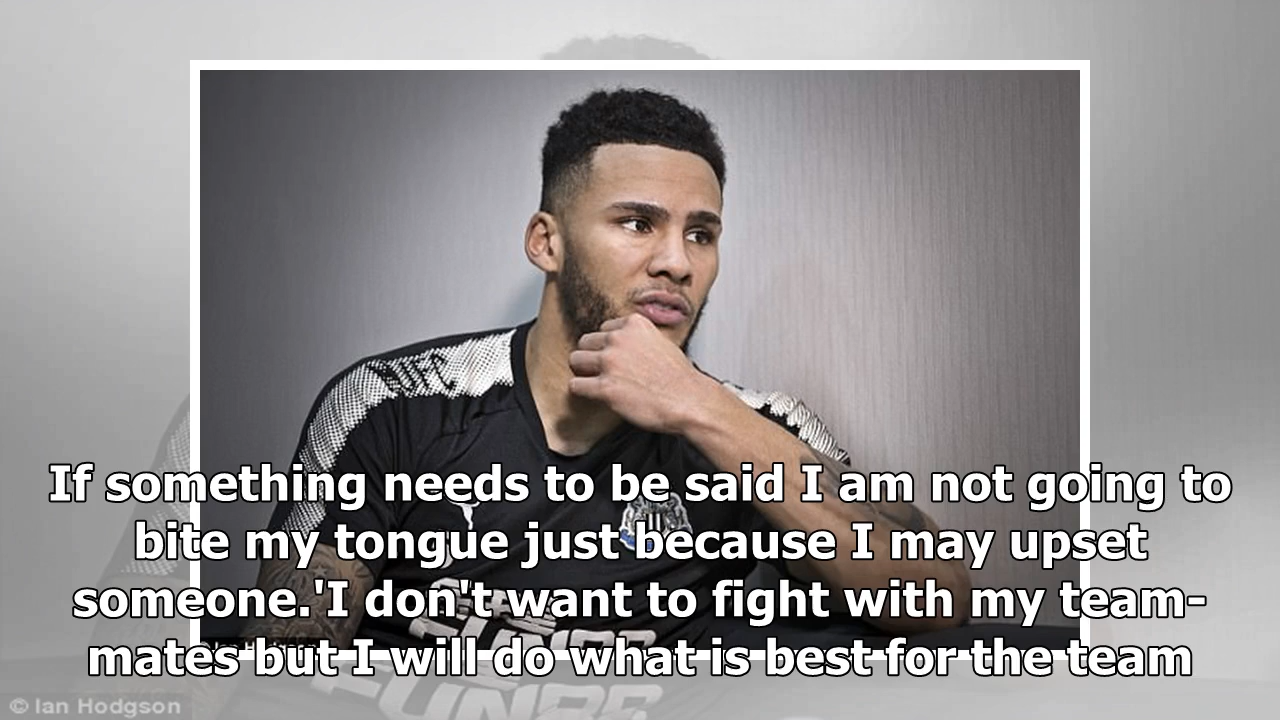 NUFC
If something needs to be said I am not going to
bite my tongue just because I may upset
someone.'I don't want to fight with my team-
mates but I will do what is best for the team
© Ian Hodgson